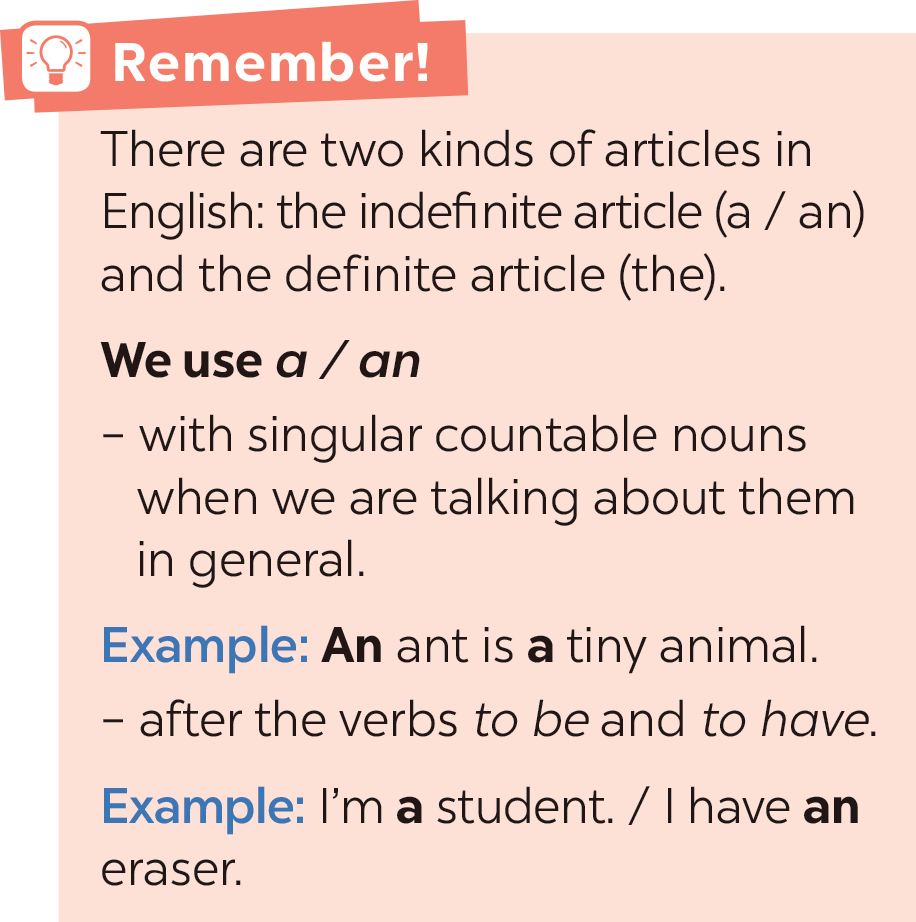 Remember!
There are two kinds of articles in
English: the indefinite article (a / an)
and the definite article (the).
We use a / an
– with singular countable nouns
when we are talking about them
in general.
Example: An ant is a tiny animal.
– after the verbs to be and to have.
Example: I’m a student. / I have an
eraser.